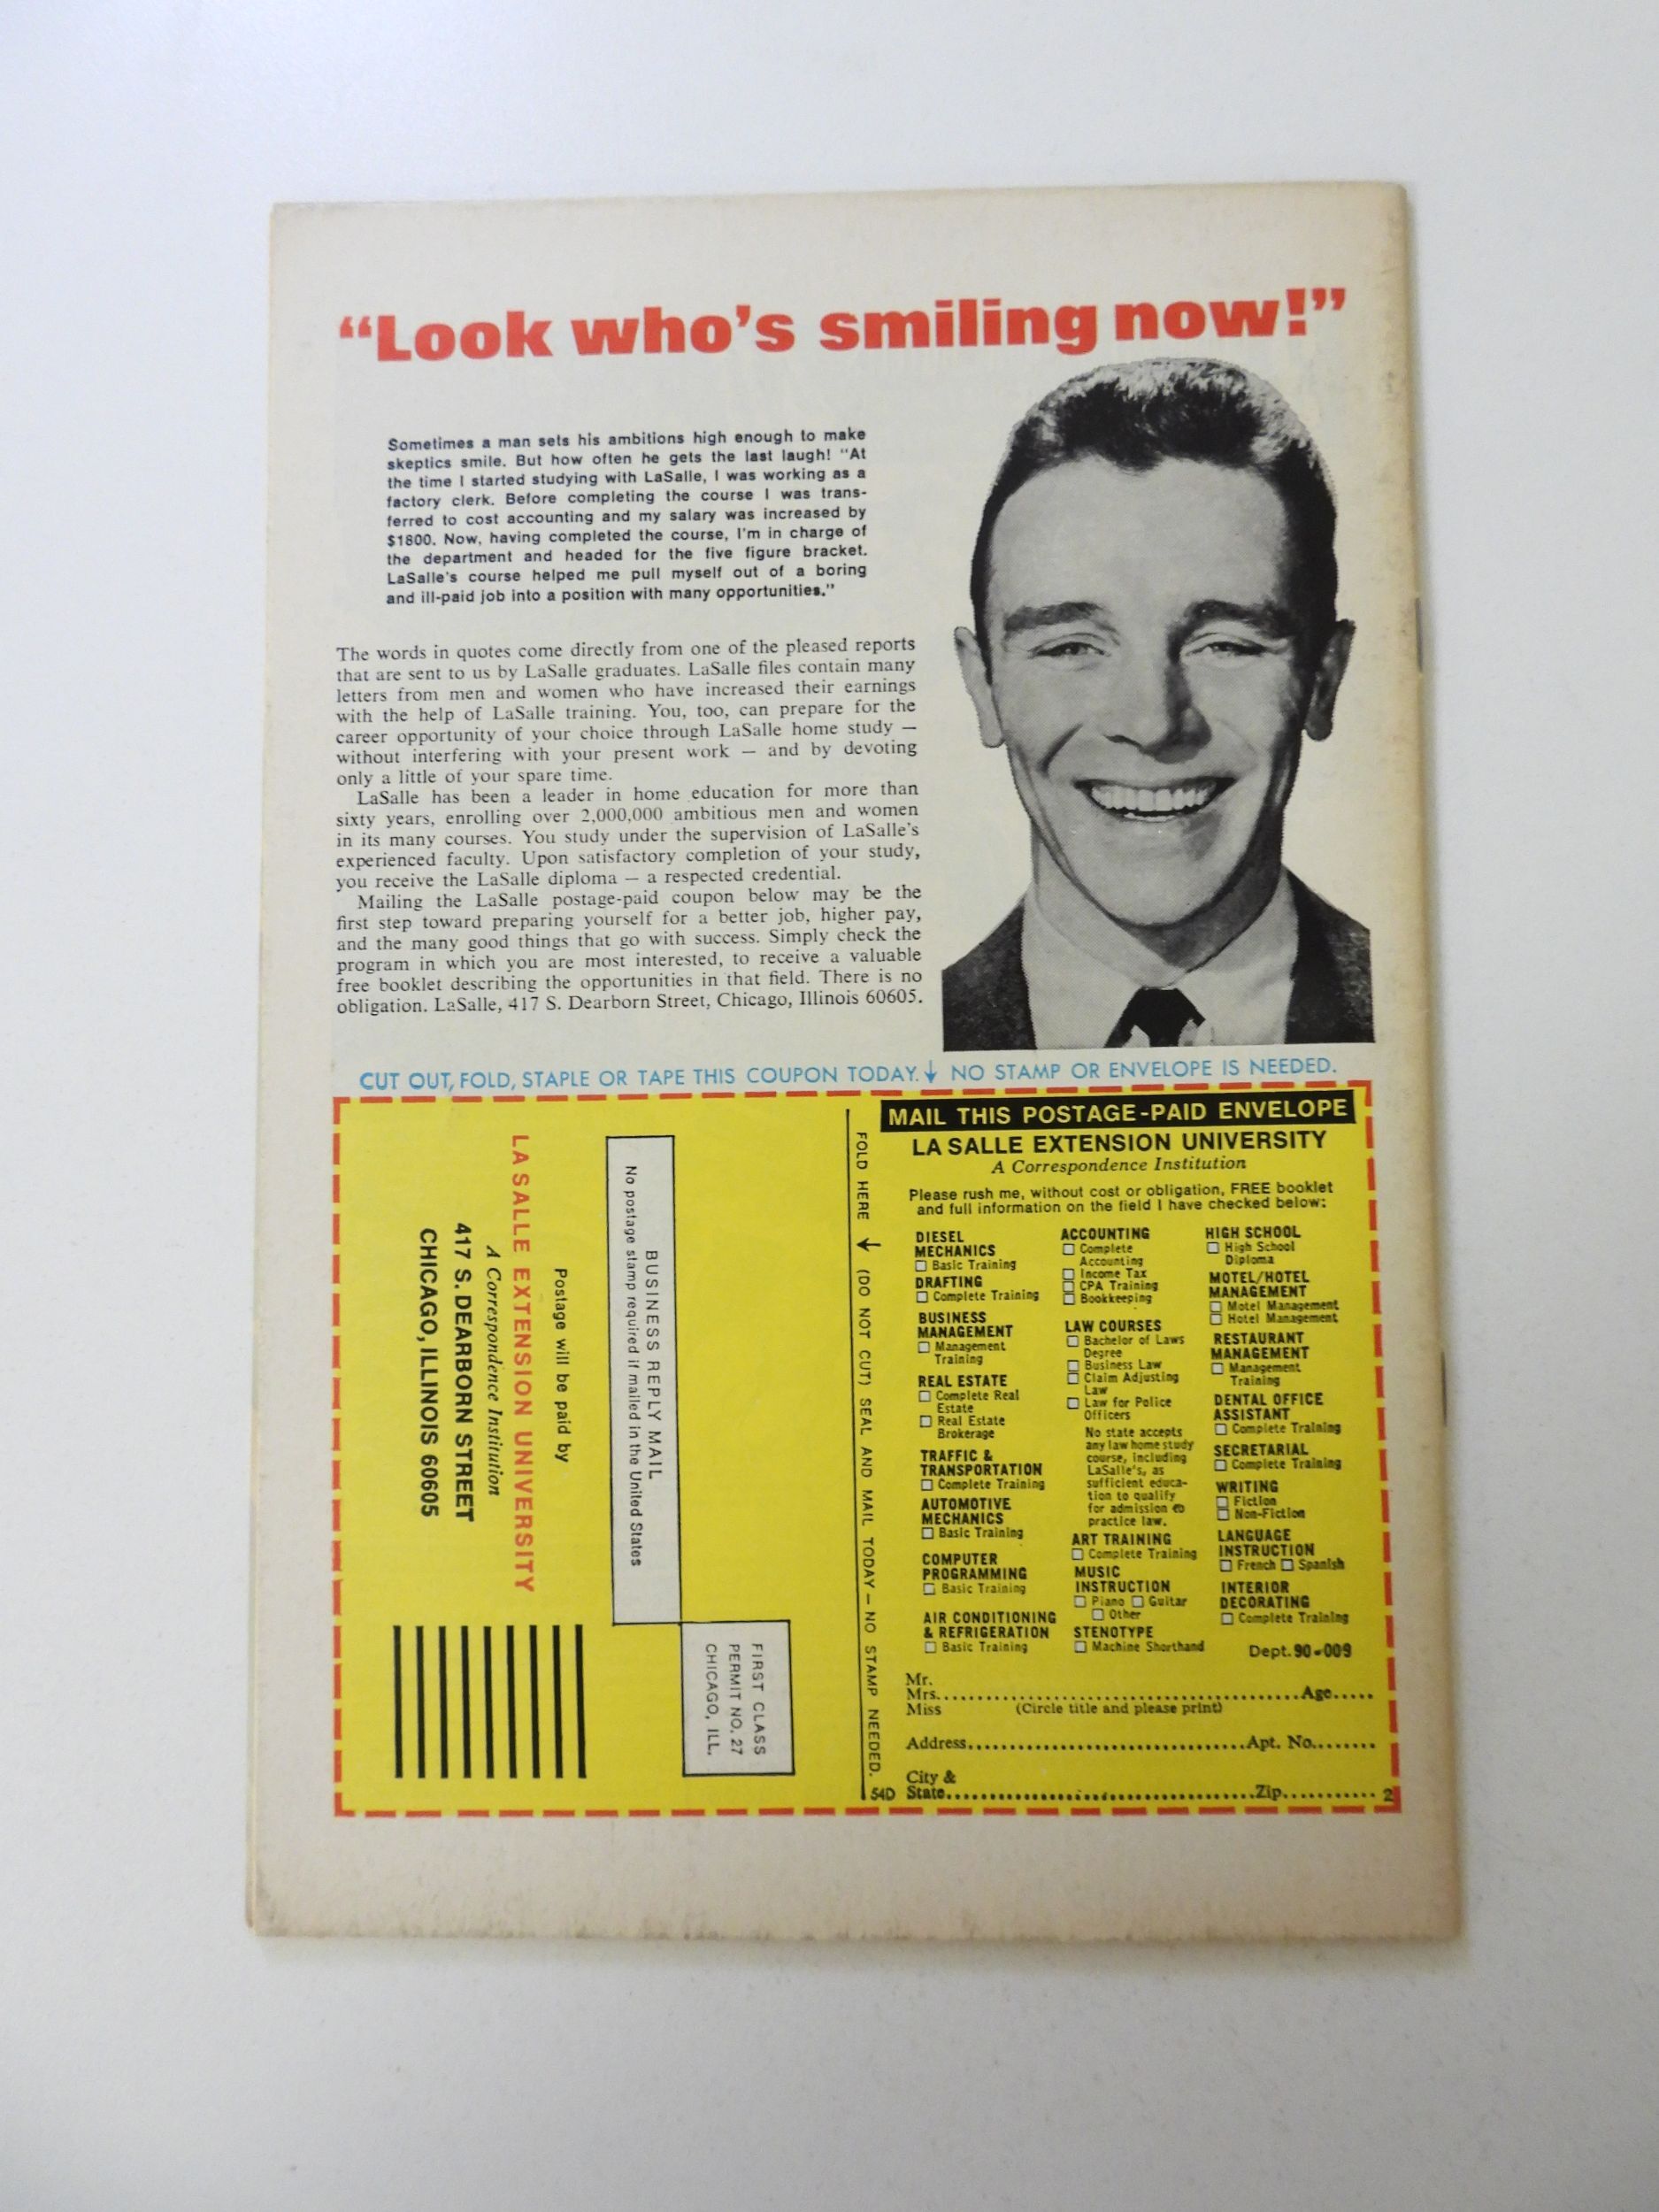 “Look who’s smiling now!”
Sometimes a man sets his ambitions high enough to make
skeptics smile. But how often he gets the last laugh! “At
the time I started studying with LaSalle, I was working as a
factory clerk. Before completing the course I was trans-
ferred to cost accounting and my salary was increased by
$1800. Now, having completed the course, I’m in charge of
the department and headed for the five figure bracket.
LaSalle’s course helped me pull myself out of a boring
and ill-paid job into a position with many opportunities.”
The words in quotes come directly from one of the pleased reports
that are sent to us by LaSalle graduates. LaSalle files contain many
letters from men and women who have increased their earnings
with the help of LaSalle training. You, too, can prepare for the
career opportunity of your choice through LaSalle home study —
without interfering with your present work — and by devoting
only a little of your spare time.
LaSalle has been a leader in home education for more than
sixty years, enrolling over 2,000,000 ambitious men and women
in its many courses. You study under the supervision of LaSalle’s
experienced faculty. Upon satisfactory completion of your study,
you receive the LaSalle diploma — a respected credential.
Mailing the LaSalle postage-paid coupon below may be the
first step toward preparing yourself for a better job, higher pay,
and the many good things that go with success. Simply check the
program in which you are most interested, to receive a valuable
free booklet describing the opportunities in that field. There is no
obligation. LaSalle, 417 S. Dearborn Street, Chicago, Illinois 60605.
CUT OUT, FOLD, STAPLE OR TAPE THIS COUPON TODAY. ↓ NO STAMP OR ENVELOPE IS NEEDED.
FIRST CLASS
PERMIT NO. 27
CHICAGO, ILL.
BUSINESS REPLY MAIL
No postage stamp required if mailed in the United States
Postage will be paid by
LA SALLE EXTENSION UNIVERSITY
A Correspondence Institution
417 S. DEARBORN STREET
CHICAGO, ILLINOIS 60605
FOLD HERE ↓ (DO NOT CUT) SEAL AND MAIL TODAY — NO STAMP NEEDED.
54D
MAIL THIS POSTAGE-PAID ENVELOPE
LA SALLE EXTENSION UNIVERSITY
A Correspondence Institution
Please rush me, without cost or obligation, FREE booklet
and full information on the field I have checked below:
DIESEL
MECHANICS
☐ Basic Training
DRAFTING
☐ Complete Training
BUSINESS
MANAGEMENT
☐ Management
Training
REAL ESTATE
☐ Complete Real
Estate
☐ Real Estate
Brokerage
TRAFFIC &
TRANSPORTATION
☐ Complete Training
AUTOMOTIVE
MECHANICS
☐ Basic Training
COMPUTER
PROGRAMMING
☐ Basic Training
AIR CONDITIONING
& REFRIGERATION
☐ Basic Training
ACCOUNTING
☐ Complete
Accounting
☐ Income Tax
☐ CPA Training
☐ Bookkeeping
LAW COURSES
☐ Bachelor of Laws
Degree
☐ Business Law
☐ Claim Adjusting
Law
☐ Law for Police
Officers
No state accepts
any law home study
course, including
LaSalle’s, as
sufficient educa-
tion to qualify
for admission to
practice law.
ART TRAINING
☐ Complete Training
MUSIC
INSTRUCTION
☐ Piano ☐ Guitar
☐ Other
STENOTYPE
☐ Machine Shorthand
HIGH SCHOOL
☐ High School
Diploma
MOTEL/HOTEL
MANAGEMENT
☐ Motel Management
☐ Hotel Management
RESTAURANT
MANAGEMENT
☐ Management
Training
DENTAL OFFICE
ASSISTANT
☐ Complete Training
SECRETARIAL
☐ Complete Training
WRITING
☐ Fiction
☐ Non-Fiction
LANGUAGE
INSTRUCTION
☐ French ☐ Spanish
INTERIOR
DECORATING
☐ Complete Training
Dept. 90-009
Mr.
Mrs. Age
Miss (Circle title and please print)
Address Apt. No.
City &
State Zip 2